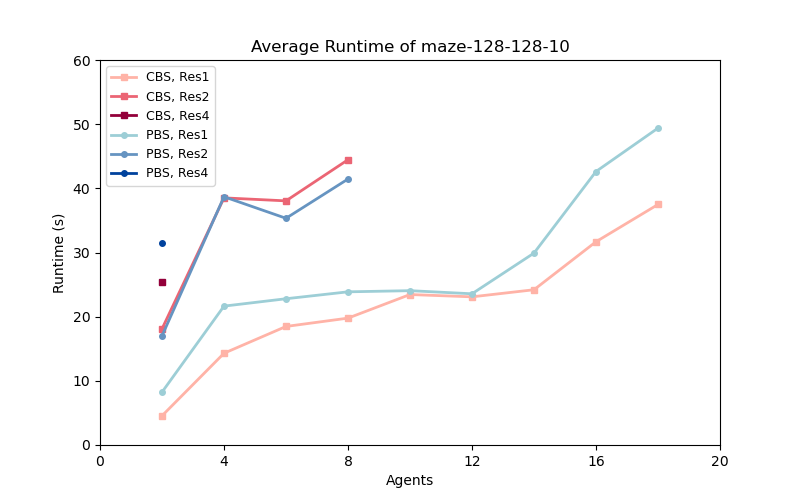 Average Runtime of maze-128-128-10
60
50
40
30
20
10
0
Runtime (s)
CBS, Res1
CBS, Res2
CBS, Res4
PBS, Res1
PBS, Res2
PBS, Res4
0 4 8 12 16 20
Agents